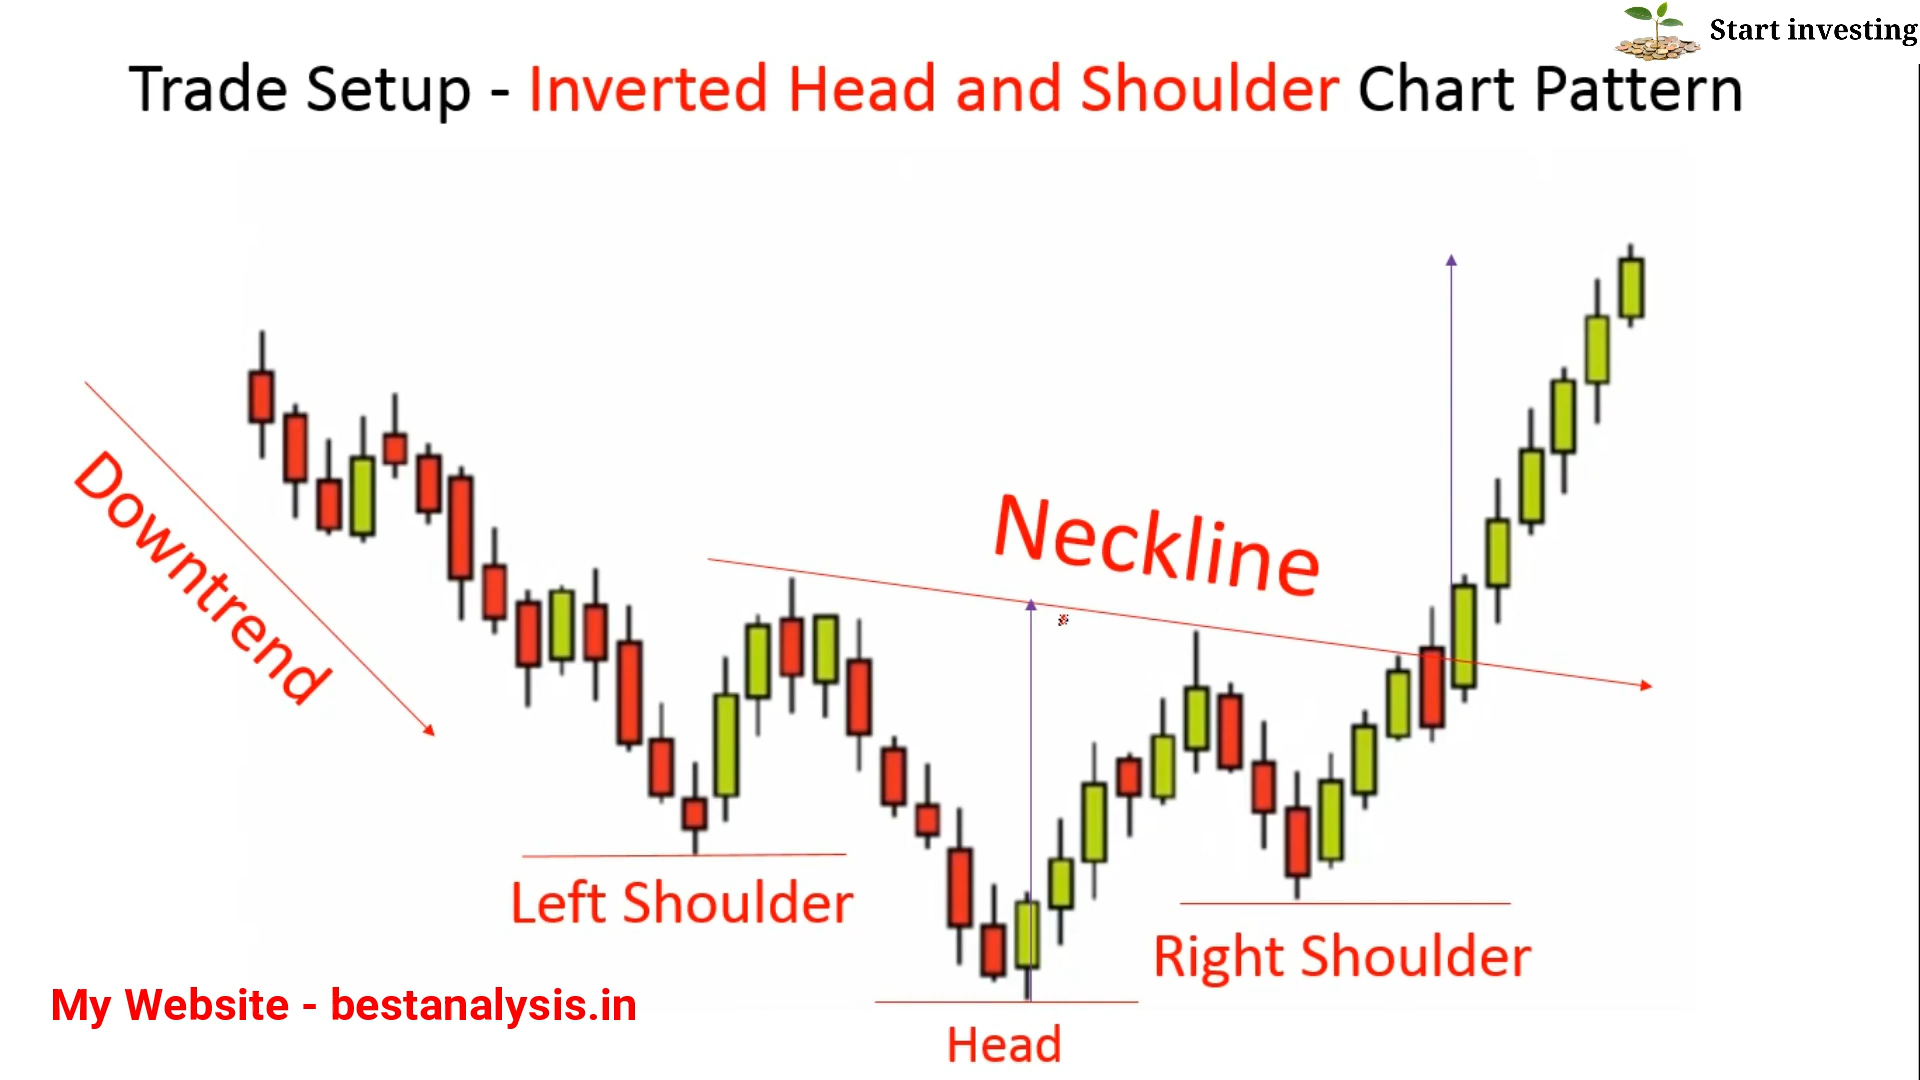 Start investing
Trade Setup - Inverted Head and Shoulder Chart Pattern
Downtrend
Neckline
Left Shoulder
Right Shoulder
My Website - bestanalysis.in
Head